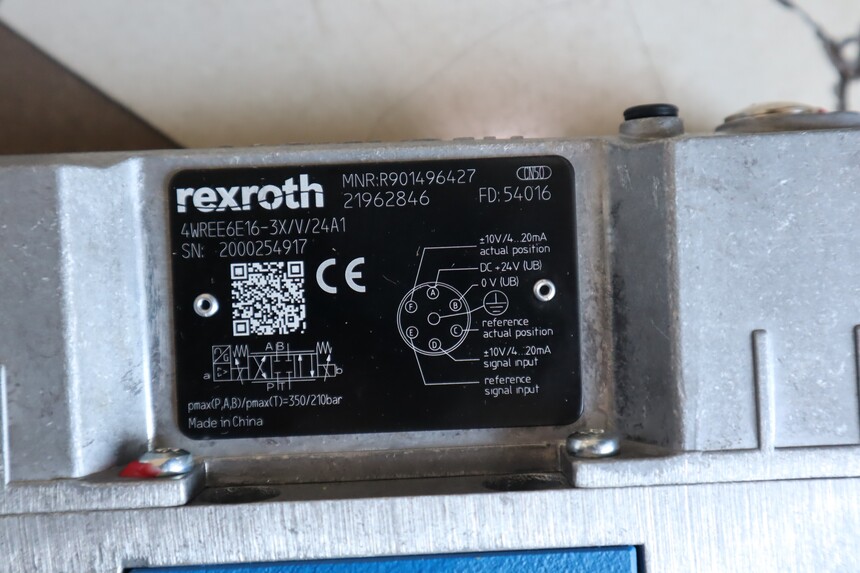 rexroth
MNR:R901496427
DNSO
21962846 FD: 54016
4WREE6E16-3X/V/24A1
SN: 2000254917
CE
±10V/4...20mA
actual position
DC +24V (UB)
0 V (UB)
A
F B
E C
D
reference
actual position
±10V/4...20mA
signal input
reference
signal input
A B
a b
P T
pmax(P,A,B)/pmax(T)=350/210bar
Made in China